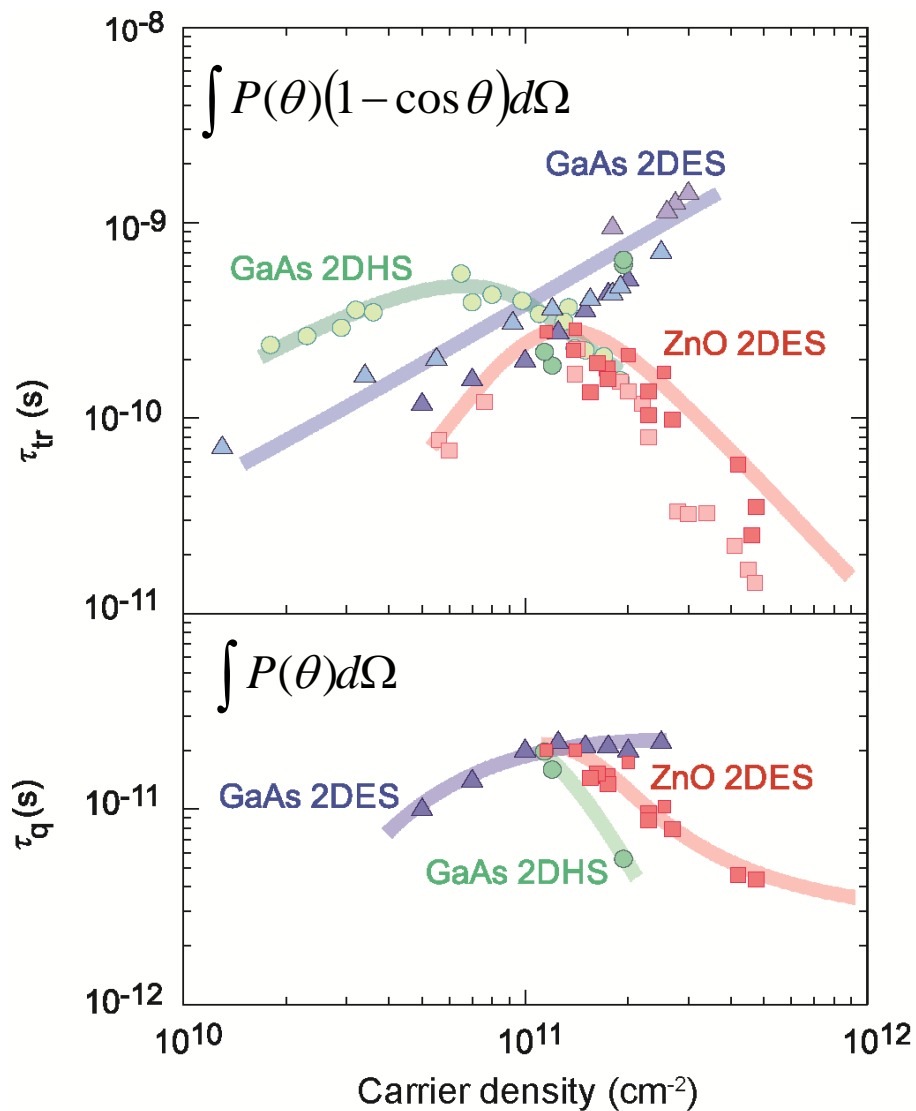 10⁻⁸
∫ P(θ)(1 − cos θ)dΩ
GaAs 2DES
10⁻⁹
GaAs 2DHS
ZnO 2DES
τtr (s)
10⁻¹⁰
10⁻¹¹
∫ P(θ)dΩ
GaAs 2DES
ZnO 2DES
τq(s)
10⁻¹¹
GaAs 2DHS
10⁻¹²
10¹⁰
10¹¹
10¹²
Carrier density (cm⁻²)